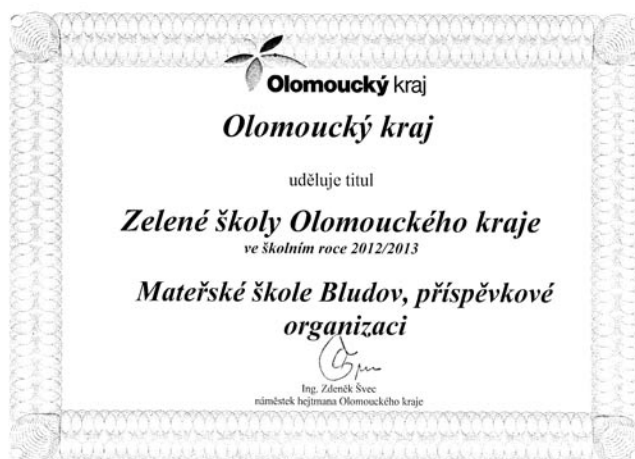 Olomoucký kraj
Olomoucký kraj
uděluje titul
Zelené školy Olomouckého kraje
ve školním roce 2012/2013
Mateřské škole Bludov, příspěvkové
organizaci
Ing. Zdeněk Švec
náměstek hejtmana Olomouckého kraje